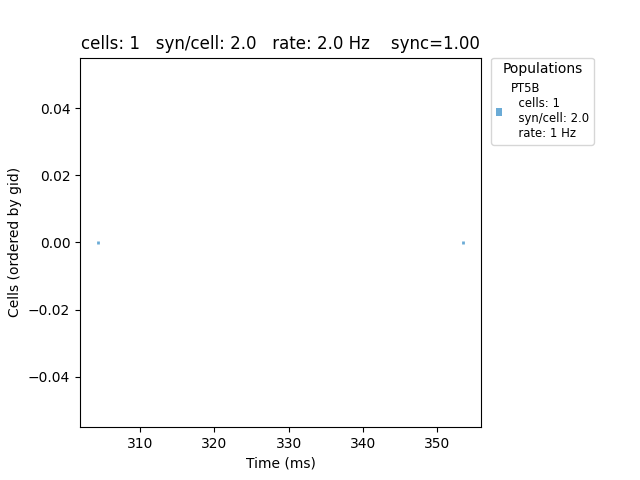 cells: 1   syn/cell: 2.0   rate: 2.0 Hz    sync=1.00
Populations
PT5B
cells: 1
syn/cell: 2.0
rate: 1 Hz
Cells (ordered by gid)
0.04
0.02
0.00
−0.02
−0.04
310 320 330 340 350
Time (ms)